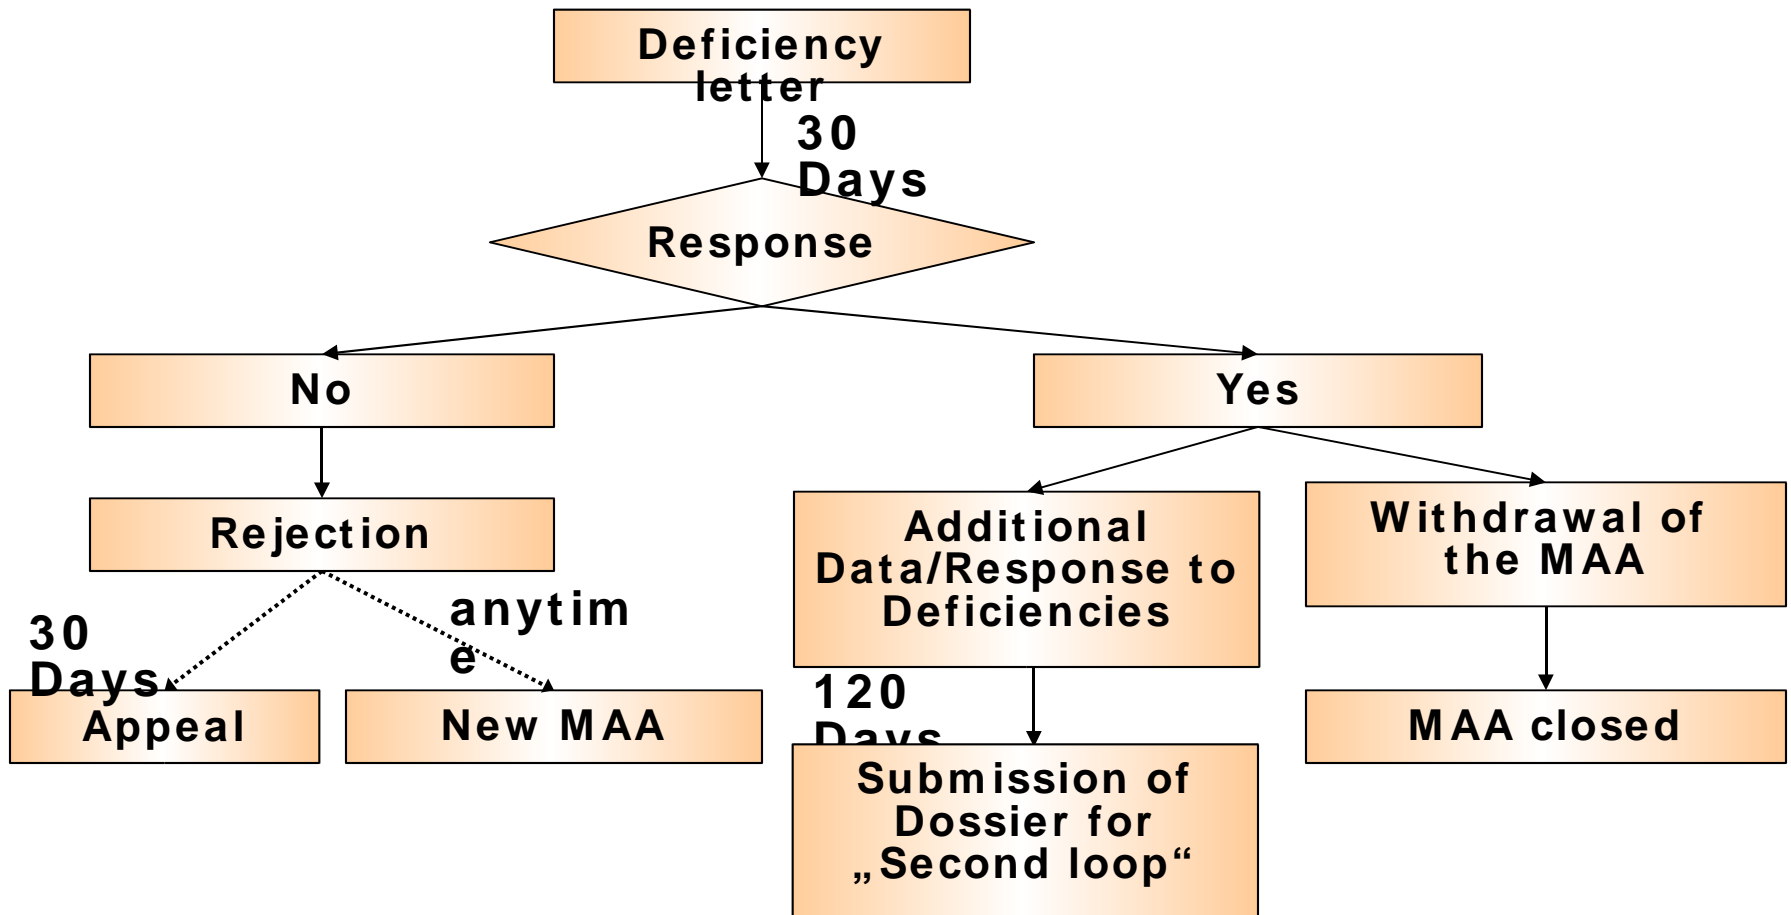 Deficiency
letter
30
Days
Response
No
Yes
Rejection
Additional
Data/Response to
Deficiencies
Withdrawal of
the MAA
30
Days
anytim
e
Appeal
New MAA
120
Days
MAA closed
Submission of
Dossier for
„Second loop“